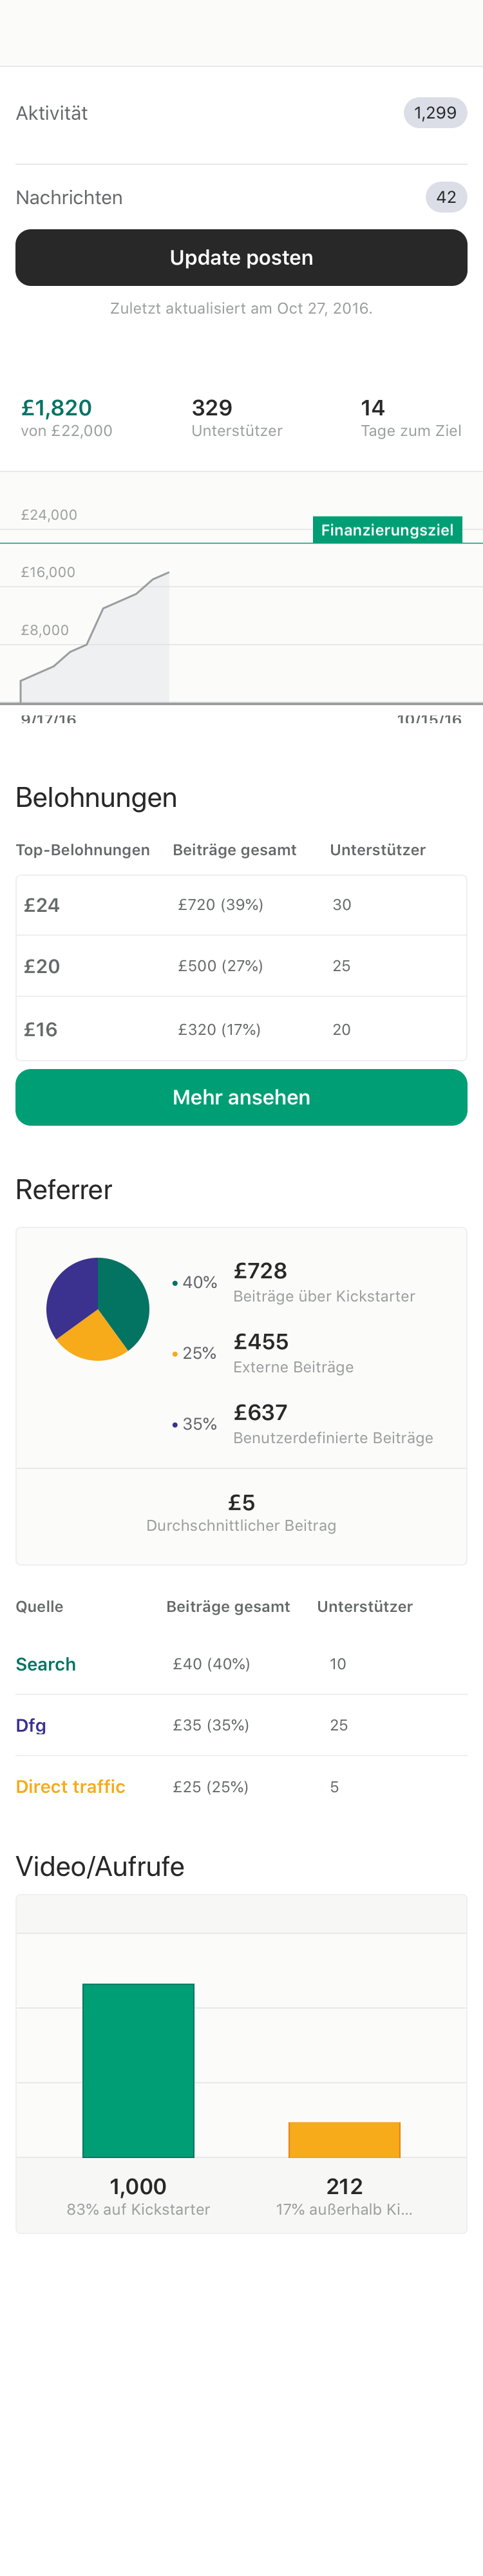 Aktivität 1,299
Nachrichten 42
Update posten
Zuletzt aktualisiert am Oct 27, 2016.
£1,820 329 14
von £22,000 Unterstützer Tage zum Ziel
£24,000
Finanzierungsziel
£16,000
£8,000
9/17/16 10/15/16
Belohnungen
Top-Belohnungen Beiträge gesamt Unterstützer
£24 £720 (39%) 30
£20 £500 (27%) 25
£16 £320 (17%) 20
Mehr ansehen
Referrer
• 40% £728
Beiträge über Kickstarter
• 25% £455
Externe Beiträge
• 35% £637
Benutzerdefinierte Beiträge
£5
Durchschnittlicher Beitrag
Quelle Beiträge gesamt Unterstützer
Search £40 (40%) 10
Dfg £35 (35%) 25
Direct traffic £25 (25%) 5
Video/Aufrufe
1,000 212
83% auf Kickstarter 17% außerhalb Ki...